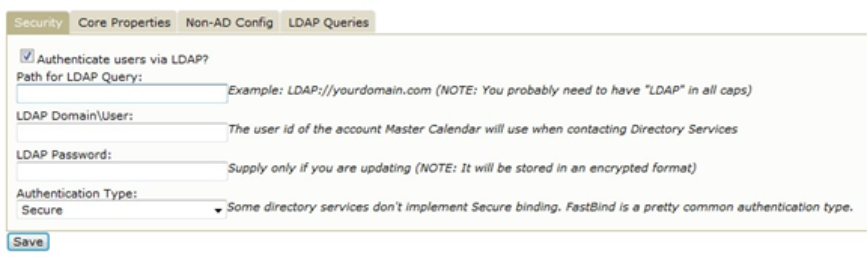 Security Core Properties Non-AD Config LDAP Queries
Authenticate users via LDAP?
Path for LDAP Query:
Example: LDAP://yourdomain.com (NOTE: You probably need to have "LDAP" in all caps)
LDAP Domain\User:
The user id of the account Master Calendar will use when contacting Directory Services
LDAP Password:
Supply only if you are updating (NOTE: It will be stored in an encrypted format)
Authentication Type:
Secure Some directory services don't implement Secure binding. FastBind is a pretty common authentication type.
Save